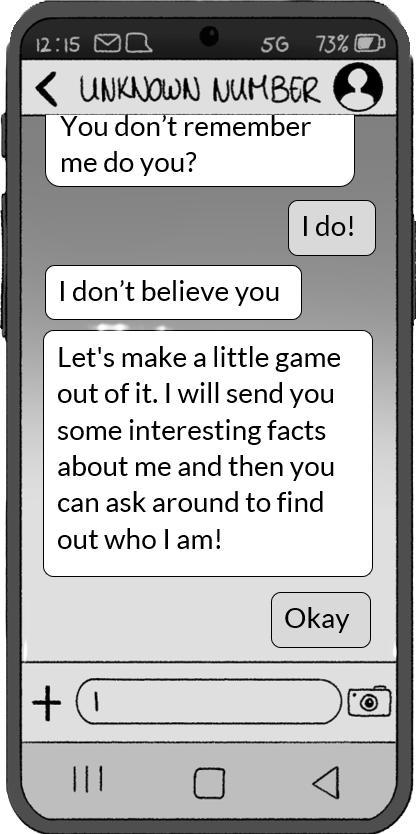 12:15 5G 73%
UNKNOWN NUMBER
You don’t remember
me do you?
I do!
I don’t believe you
Let's make a little game
out of it. I will send you
some interesting facts
about me and then you
can ask around to find
out who I am!
Okay